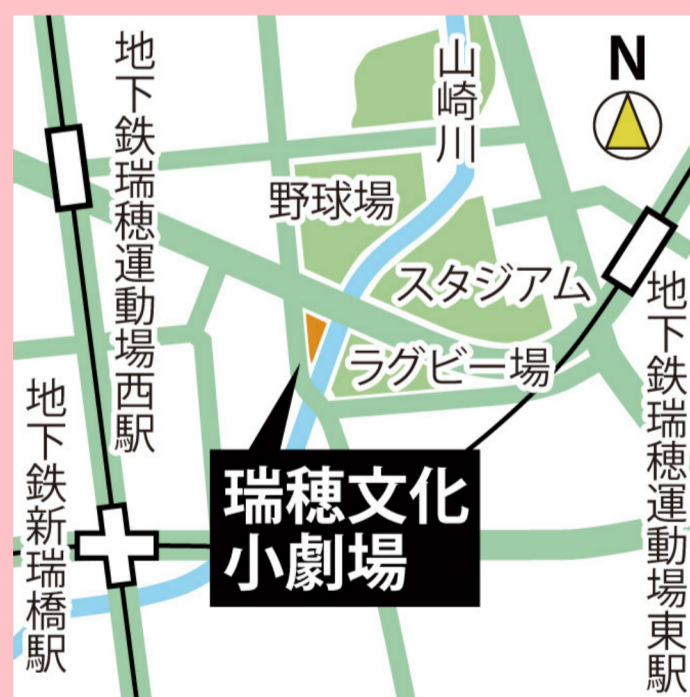 地下鉄瑞穂運動場西駅
山崎川
N
野球場
スタジアム
ラグビー場
地下鉄瑞穂運動場東駅
地下鉄新瑞橋駅
瑞穂文化
小劇場